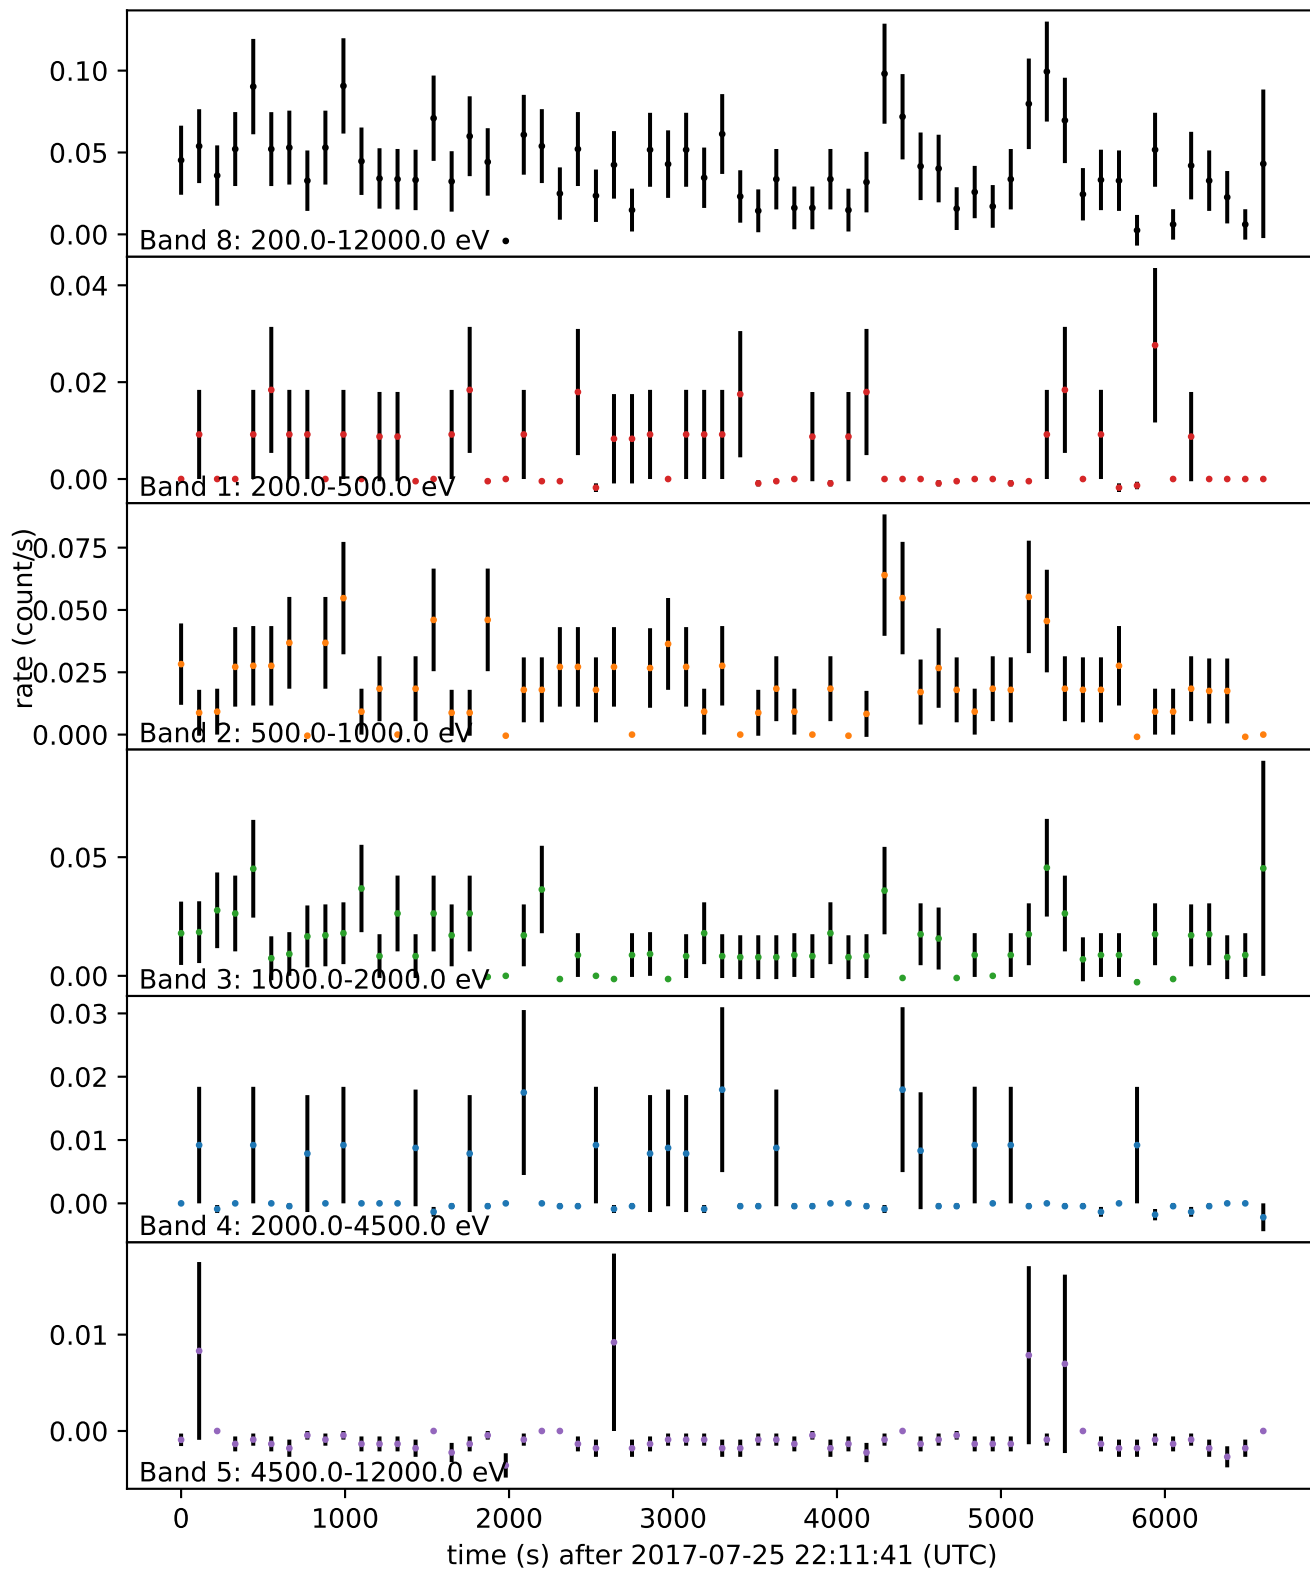 0.10
0.05
0.00
Band 8: 200.0-12000.0 eV
0.04
0.02
0.00
Band 1: 200.0-500.0 eV
rate (count/s)
0.075
0.050
0.025
0.000
Band 2: 500.0-1000.0 eV
0.05
0.00
Band 3: 1000.0-2000.0 eV
0.03
0.02
0.01
0.00
Band 4: 2000.0-4500.0 eV
0.01
0.00
Band 5: 4500.0-12000.0 eV
0 1000 2000 3000 4000 5000 6000
time (s) after 2017-07-25 22:11:41 (UTC)